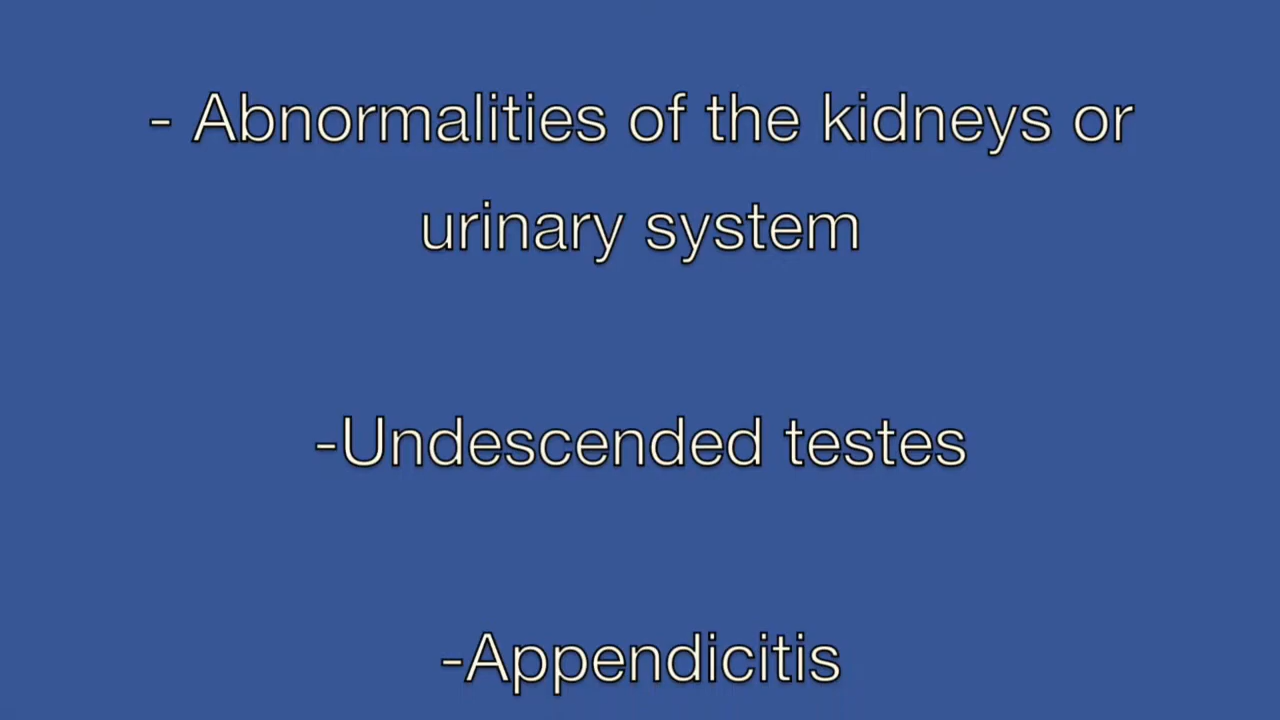 - Abnormalities of the kidneys or
urinary system
-Undescended testes
-Appendicitis